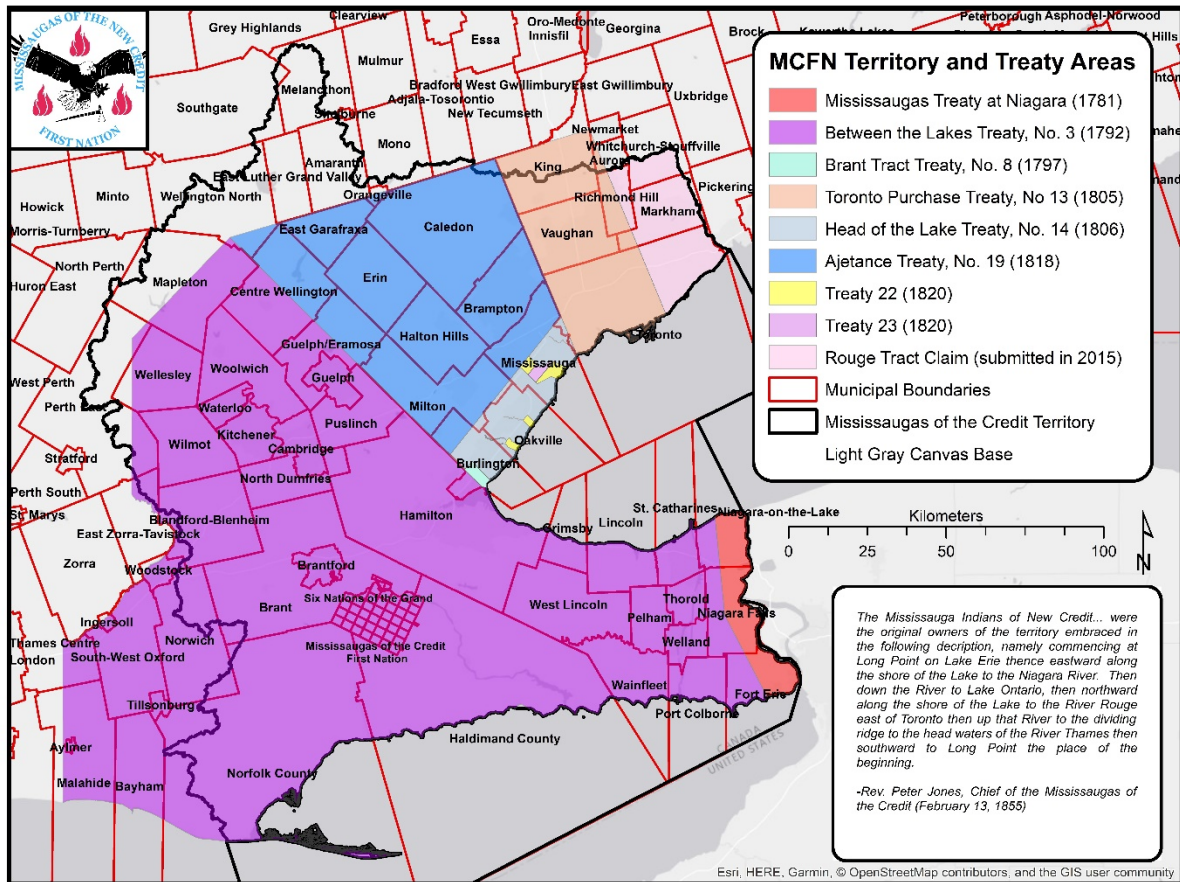 MISSISSAUGAS OF THE NEW CREDIT
FIRST NATION
Clearview
Grey Highlands
Oro-Medonte
Innisfil
Essa
Georgina
Brock
Peterborough
Asphodel-Norwood
Mulmur
Melancthon
Southgate
Bradford West Gwillimbury
East Gwillimbury
Adjala-Tosorontio
New Tecumseth
Uxbridge
Mono
Newmarket
Whitchurch-Stouffville
Amaranth
East Luther Grand Valley
King
Pickering
Minto
Wellington North
Orangeville
Richmond Hill
Howick
Markham
Morris-Turnberry
East Garafraxa
Caledon
Vaughan
North Perth
Mapleton
Erin
Huron East
Centre Wellington
Brampton
Halton Hills
Toronto
Guelph/Eramosa
Mississauga
West Perth
Wellesley
Woolwich
Guelph
Perth East
Waterloo
Milton
Puslinch
Wilmot
Kitchener
Oakville
Cambridge
Stratford
Burlington
North Dumfries
Perth South
St. Marys
Hamilton
St. Catharines
Niagara-on-the-Lake
Blandford-Blenheim
Grimsby
Lincoln
East Zorra-Tavistock
Zorra
Woodstock
Brantford
Six Nations of the Grand
Thorold
Brant
West Lincoln
Niagara Falls
Pelham
Ingersoll
Welland
Thames Centre
Norwich
Mississaugas of the Credit
First Nation
London
South-West Oxford
Wainfleet
Fort Erie
Tillsonburg
Port Colborne
Haldimand County
CANADA
UNITED STATES
Aylmer
Norfolk County
Malahide
Bayham
MCFN Territory and Treaty Areas
Mississaugas Treaty at Niagara (1781)
Between the Lakes Treaty, No. 3 (1792)
Brant Tract Treaty, No. 8 (1797)
Toronto Purchase Treaty, No 13 (1805)
Head of the Lake Treaty, No. 14 (1806)
Ajetance Treaty, No. 19 (1818)
Treaty 22 (1820)
Treaty 23 (1820)
Rouge Tract Claim (submitted in 2015)
Municipal Boundaries
Mississaugas of the Credit Territory
Light Gray Canvas Base
Kilometers
0 25 50 100
N
The Mississauga Indians of New Credit... were
the original owners of the territory embraced in
the following decription, namely commencing at
Long Point on Lake Erie thence eastward along
the shore of the Lake to the Niagara River. Then
down the River to Lake Ontario, then northward
along the shore of the Lake to the River Rouge
east of Toronto then up that River to the dividing
ridge to the head waters of the River Thames then
southward to Long Point the place of the
beginning.
-Rev. Peter Jones, Chief of the Mississaugas of
the Credit (February 13, 1855)
Esri, HERE, Garmin, © OpenStreetMap contributors, and the GIS user community